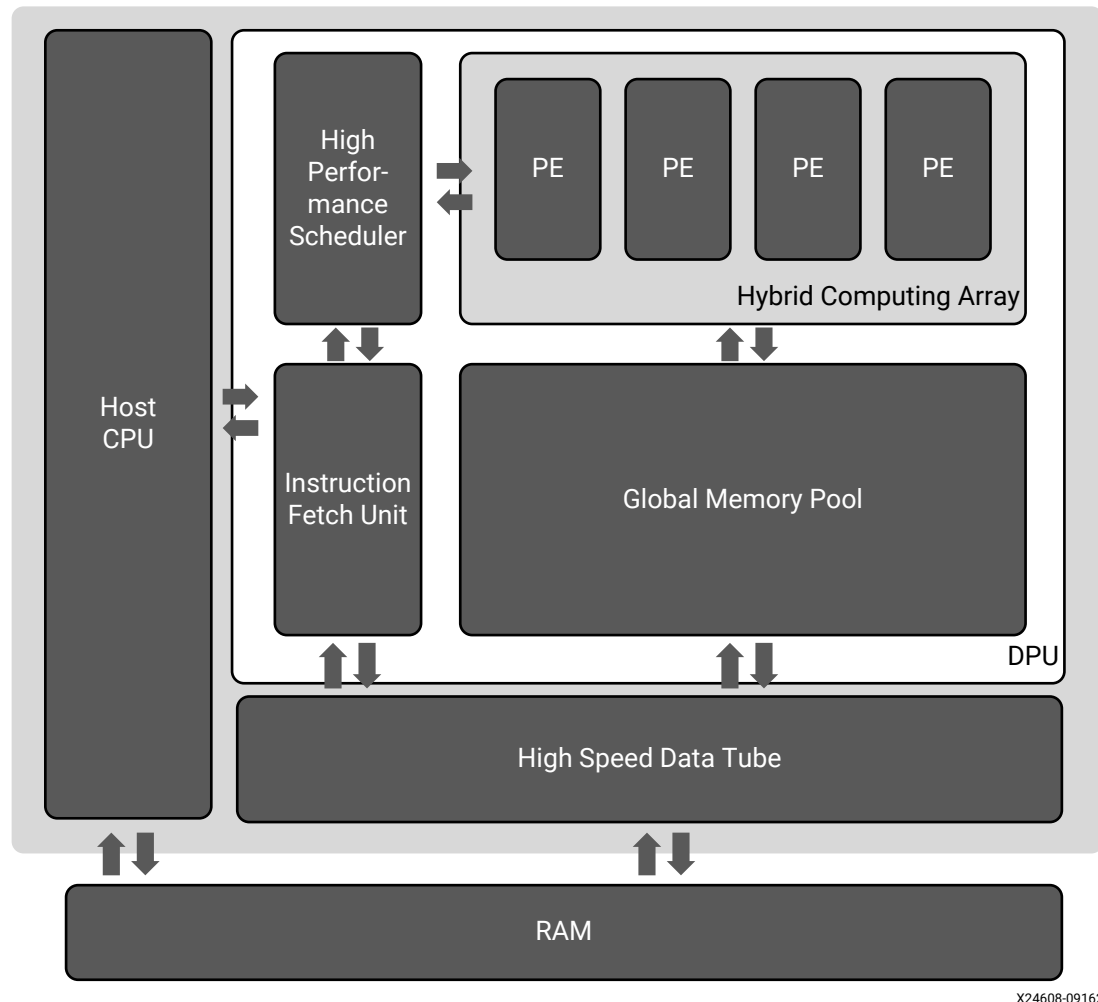 High
Perfor-
mance
Scheduler
PE
PE
PE
PE
Hybrid Computing Array
Host
CPU
Instruction
Fetch Unit
Global Memory Pool
DPU
High Speed Data Tube
RAM